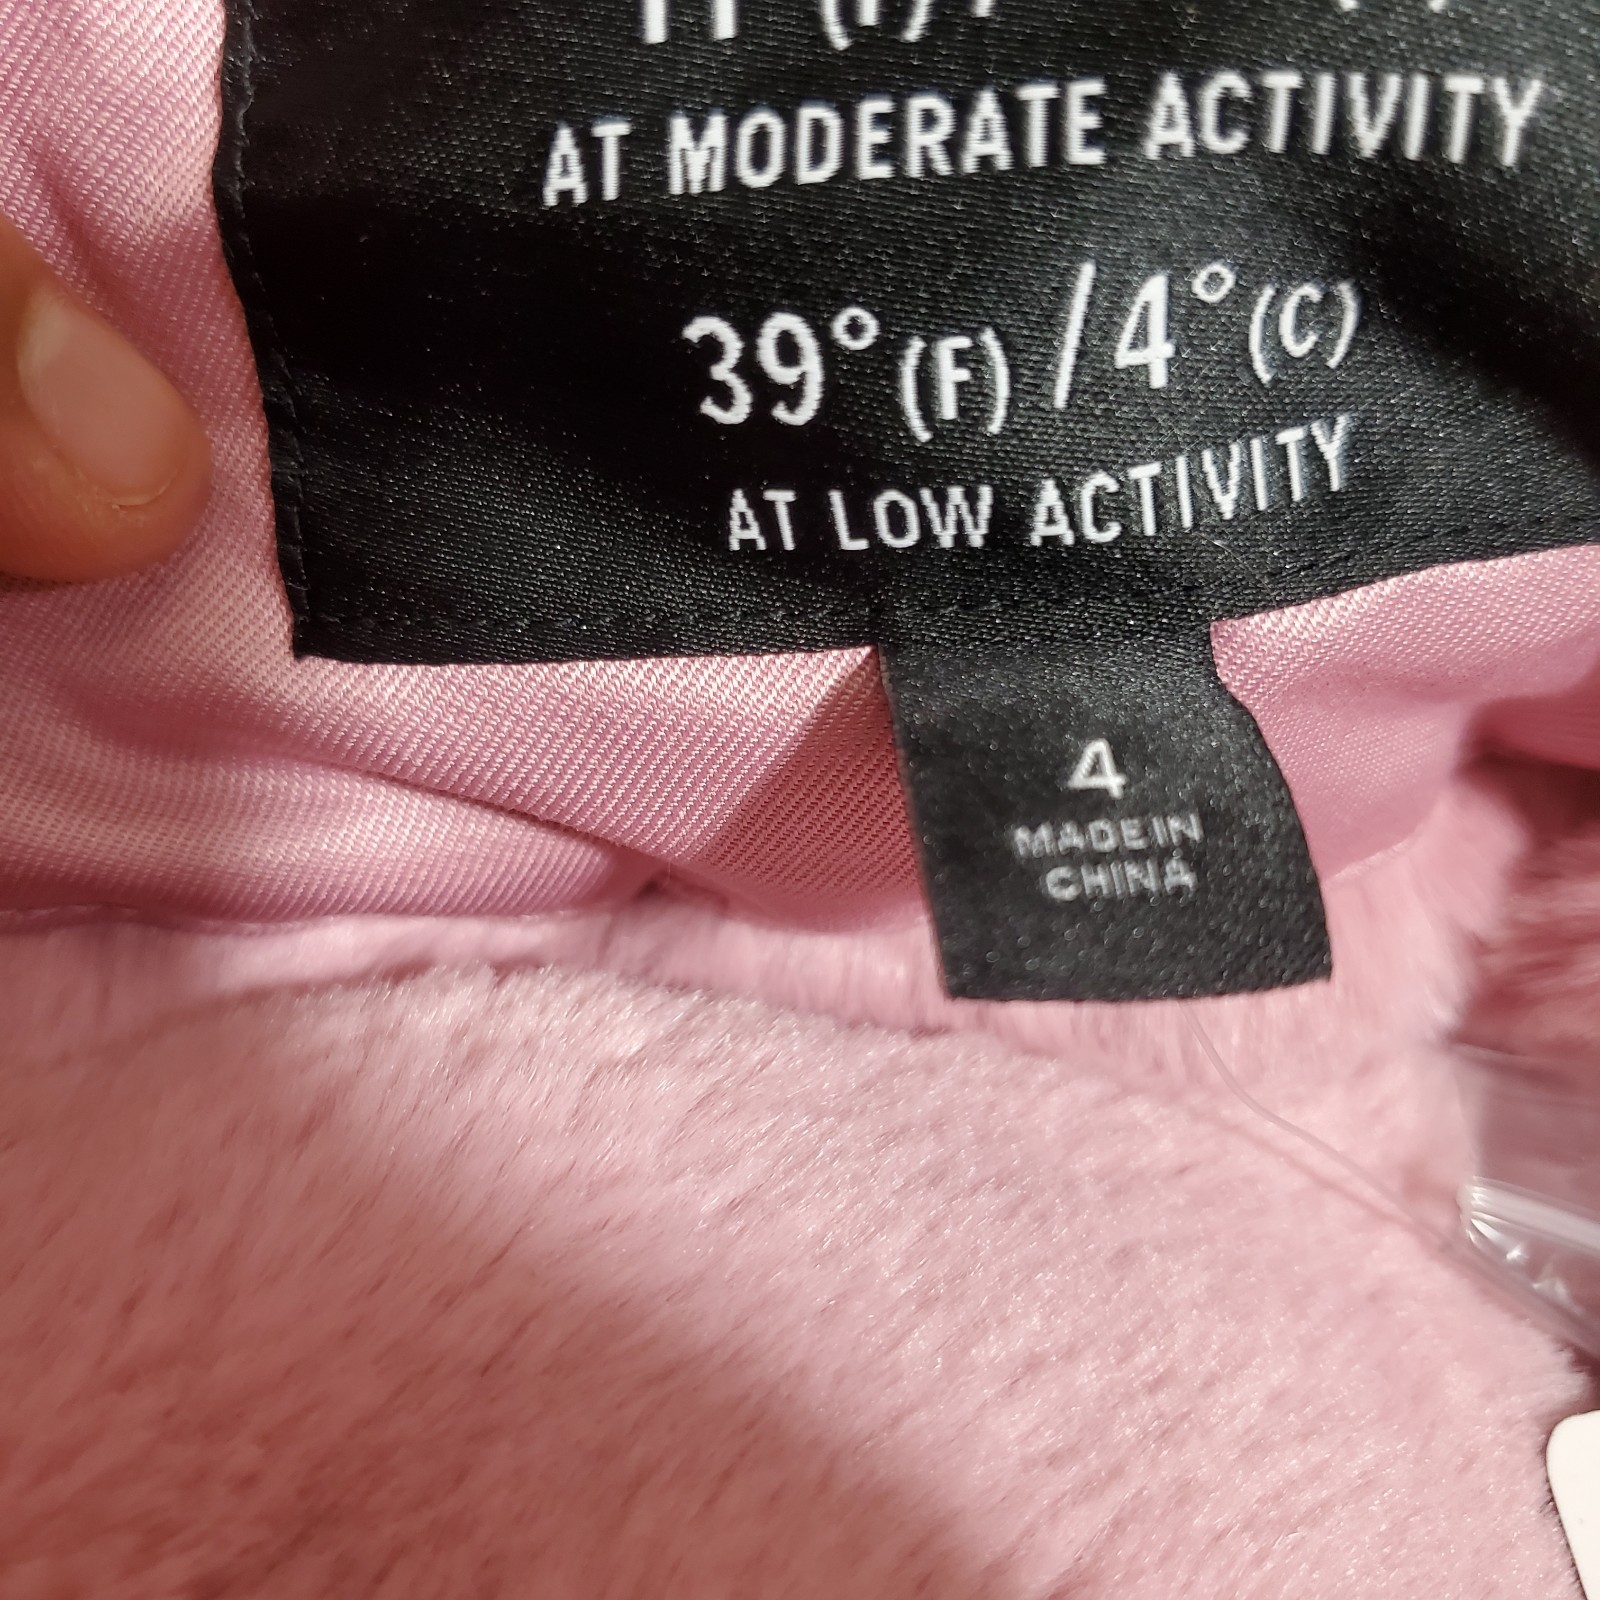 AT MODERATE ACTIVITY
39° (F) / 4° (C)
AT LOW ACTIVITY
4
MADE IN
CHINA